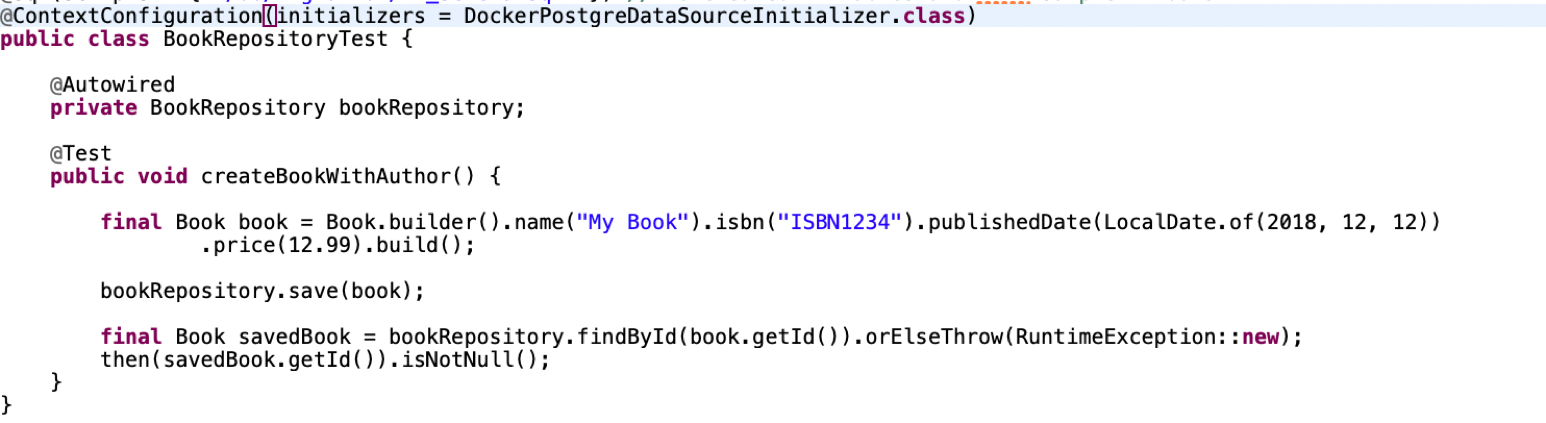 @ContextConfiguration(initializers = DockerPostgreDataSourceInitializer.class)
public class BookRepositoryTest {
@Autowired
private BookRepository bookRepository;
@Test
public void createBookWithAuthor() {
final Book book = Book.builder().name("My Book").isbn("ISBN1234").publishedDate(LocalDate.of(2018, 12, 12))
.price(12.99).build();
bookRepository.save(book);
final Book savedBook = bookRepository.findById(book.getId()).orElseThrow(RuntimeException::new);
then(savedBook.getId()).isNotNull();
}
}